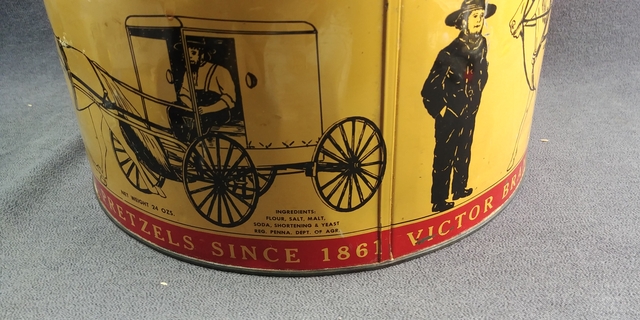 NET WEIGHT 24 OZS.
INGREDIENTS:
FLOUR, SALT, MALT,
SODA, SHORTENING & YEAST
REG. PENNA. DEPT. OF AGR.
PRETZELS SINCE 1861 VICTOR